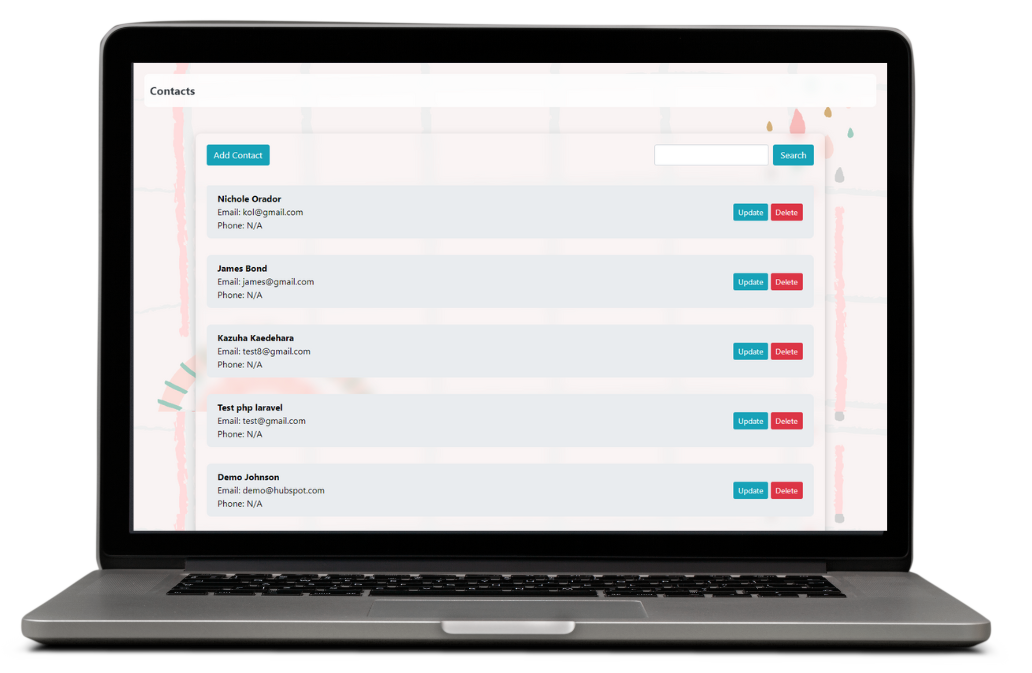 Contacts
Add Contact
Search
Nichole Orador
Email: kol@gmail.com
Phone: N/A
Update Delete
James Bond
Email: james@gmail.com
Phone: N/A
Update Delete
Kazuha Kaedehara
Email: test8@gmail.com
Phone: N/A
Update Delete
Test php laravel
Email: test@gmail.com
Phone: N/A
Update Delete
Demo Johnson
Email: demo@hubspot.com
Phone: N/A
Update Delete